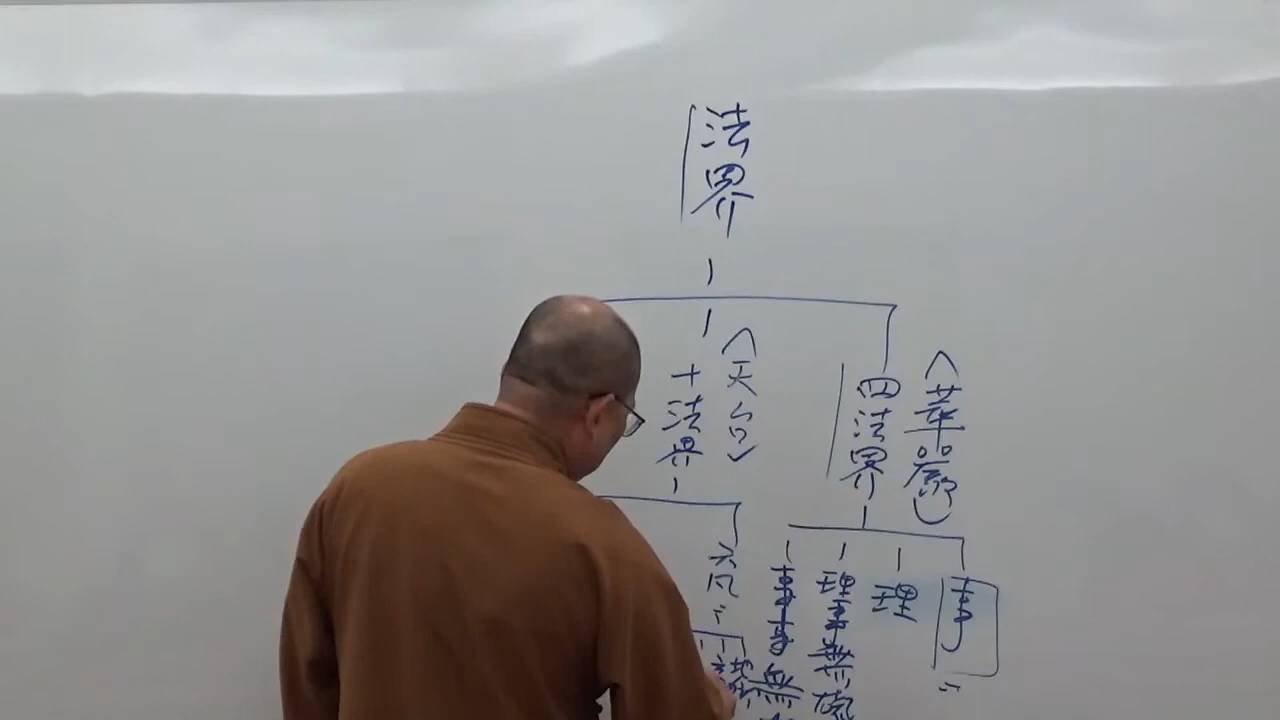 法界
〈華嚴〉
四法界
事
理
理事無礙
事事無
〈天台〉
十法界
六凡